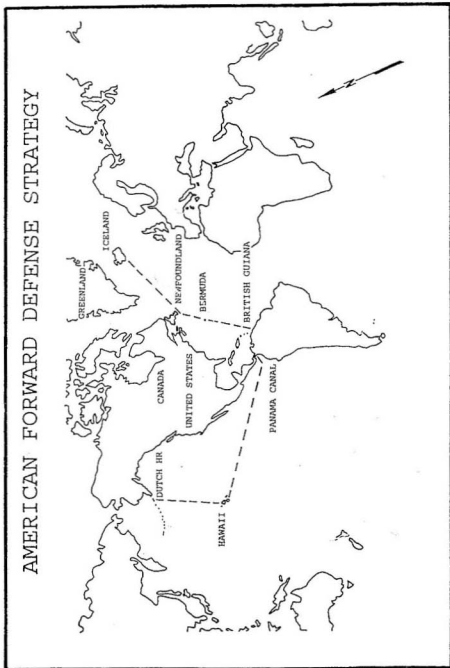 AMERICAN FORWARD DEFENSE STRATEGY
GREENLAND
ICELAND
CANADA
NEWFOUNDLAND
UNITED STATES
BERMUDA
DUTCH HR
BRITISH GUIANA
PANAMA CANAL
HAWAII
N